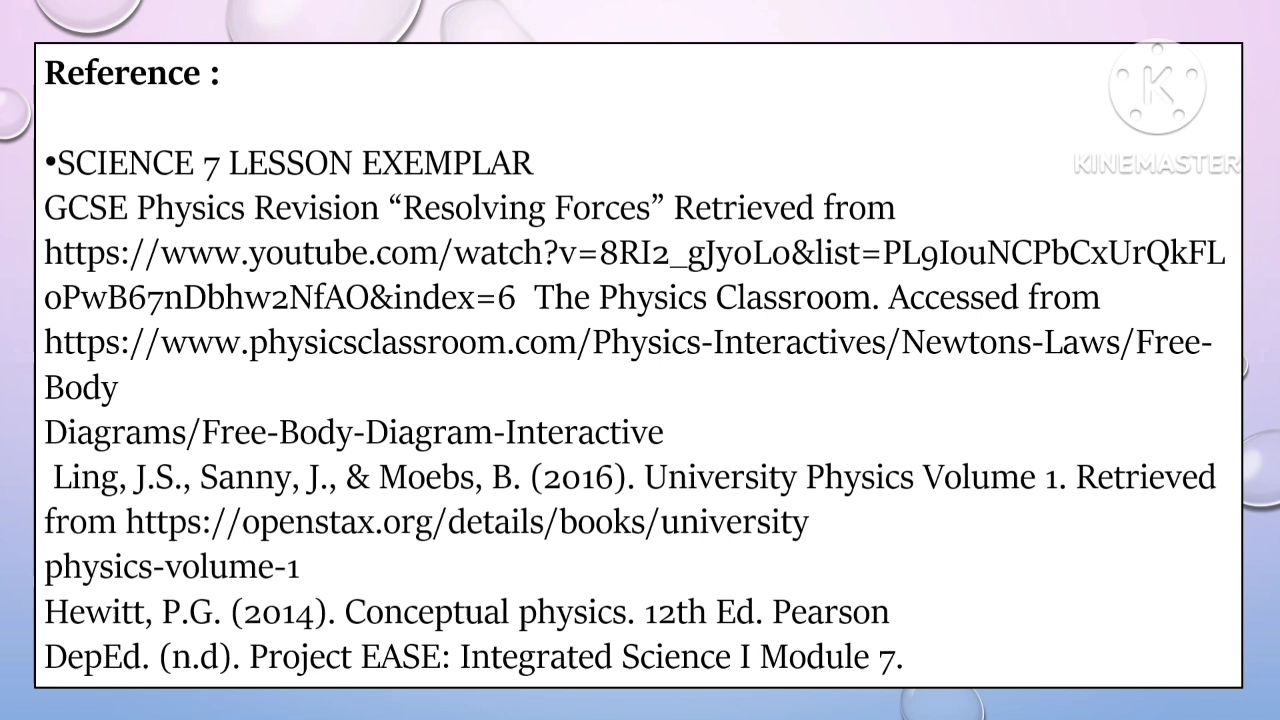 Reference :
•SCIENCE 7 LESSON EXEMPLAR
GCSE Physics Revision “Resolving Forces” Retrieved from
https://www.youtube.com/watch?v=8RI2_gJyoLo&list=PL9IouNCPbCxUrQkFL
oPwB67nDbhw2NfAO&index=6 The Physics Classroom. Accessed from
https://www.physicsclassroom.com/Physics-Interactives/Newtons-Laws/Free-
Body
Diagrams/Free-Body-Diagram-Interactive
Ling, J.S., Sanny, J., & Moebs, B. (2016). University Physics Volume 1. Retrieved
from https://openstax.org/details/books/university
physics-volume-1
Hewitt, P.G. (2014). Conceptual physics. 12th Ed. Pearson
DepEd. (n.d). Project EASE: Integrated Science I Module 7.
K
KINEMASTER